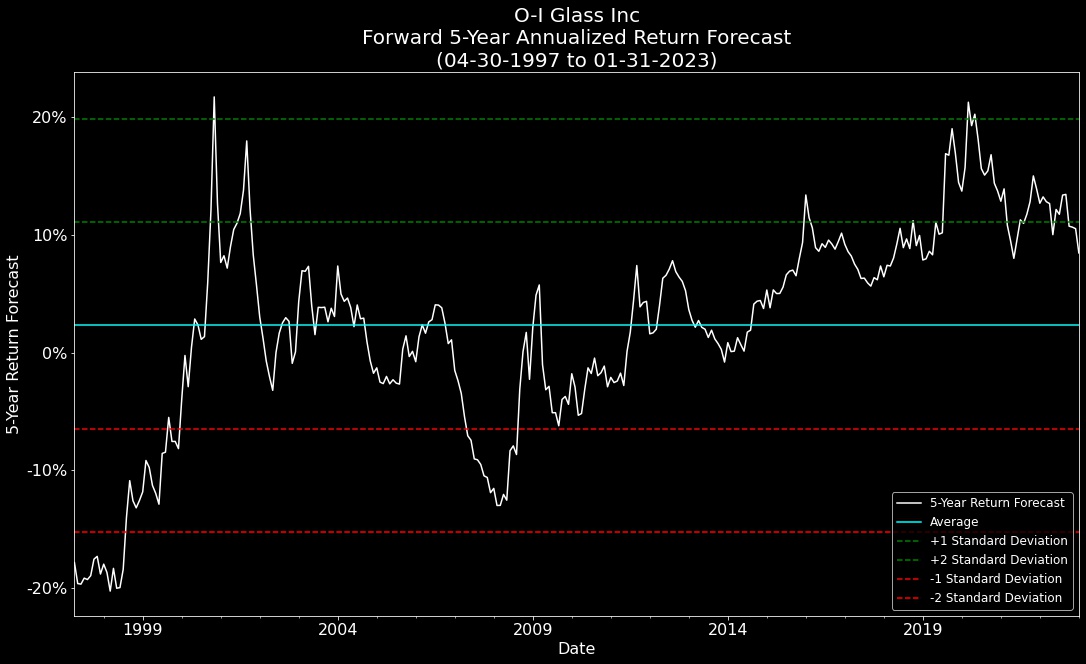 O-I Glass Inc
Forward 5-Year Annualized Return Forecast
(04-30-1997 to 01-31-2023)
5-Year Return Forecast
20%
10%
0%
-10%
-20%
5-Year Return Forecast
Average
+1 Standard Deviation
+2 Standard Deviation
-1 Standard Deviation
-2 Standard Deviation
1999
2004
2009
2014
2019
Date